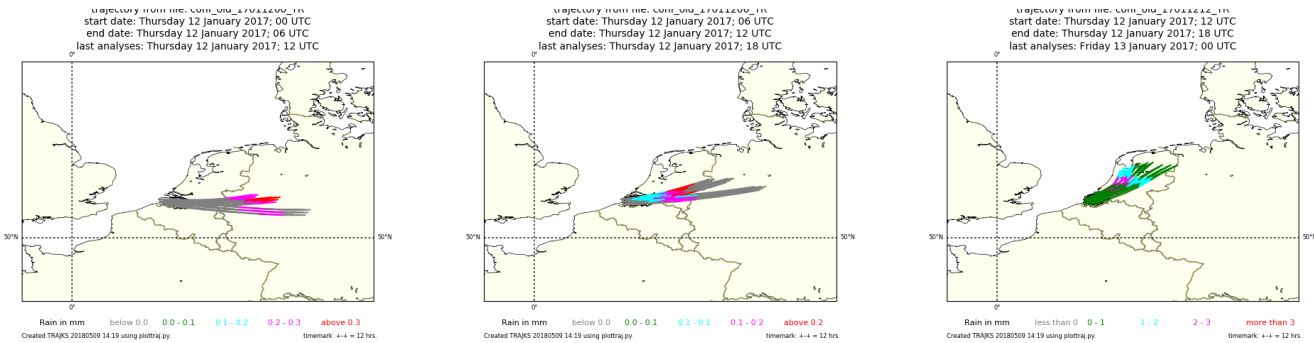 start date: Thursday 12 January 2017; 00 UTC
end date: Thursday 12 January 2017; 06 UTC
last analyses: Thursday 12 January 2017; 12 UTC
0°
50°N
0°
Rain in mm below 0.0 0.0 - 0.1 0.1 - 0.2 0.2 - 0.3 above 0.3
Created TRAJKS 20180509 14:19 using plottraj.py. timemark: +-+ = 12 hrs.
start date: Thursday 12 January 2017; 06 UTC
end date: Thursday 12 January 2017; 12 UTC
last analyses: Thursday 12 January 2017; 18 UTC
0°
50°N
50°N
0°
Rain in mm below 0.0 0.0 - 0.1 0.1 - 0.1 0.1 - 0.2 above 0.2
Created TRAJKS 20180509 14:19 using plottraj.py. timemark: +-+ = 12 hrs.
start date: Thursday 12 January 2017; 12 UTC
end date: Thursday 12 January 2017; 18 UTC
last analyses: Friday 13 January 2017; 00 UTC
0°
50°N
50°N
0°
Rain in mm less than 0 0 - 1 1 - 2 2 - 3 more than 3
Created TRAJKS 20180509 14:19 using plottraj.py. timemark: +-+ = 12 hrs.